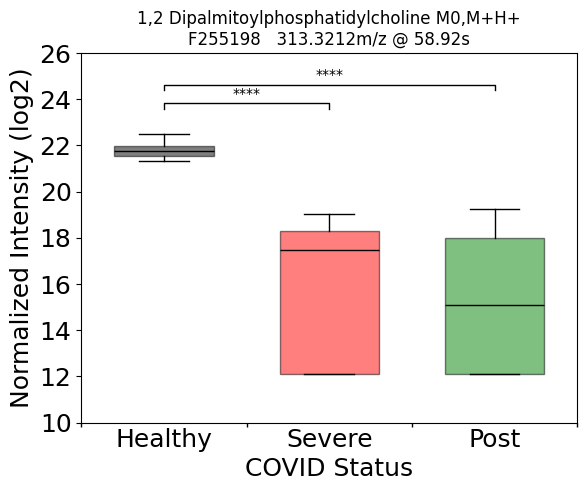 1,2 Dipalmitoylphosphatidylcholine M0,M+H+
F255198 313.3212m/z @ 58.92s
26
24
22
20
18
16
14
12
10
Normalized Intensity (log2)
****
****
Healthy Severe Post
COVID Status